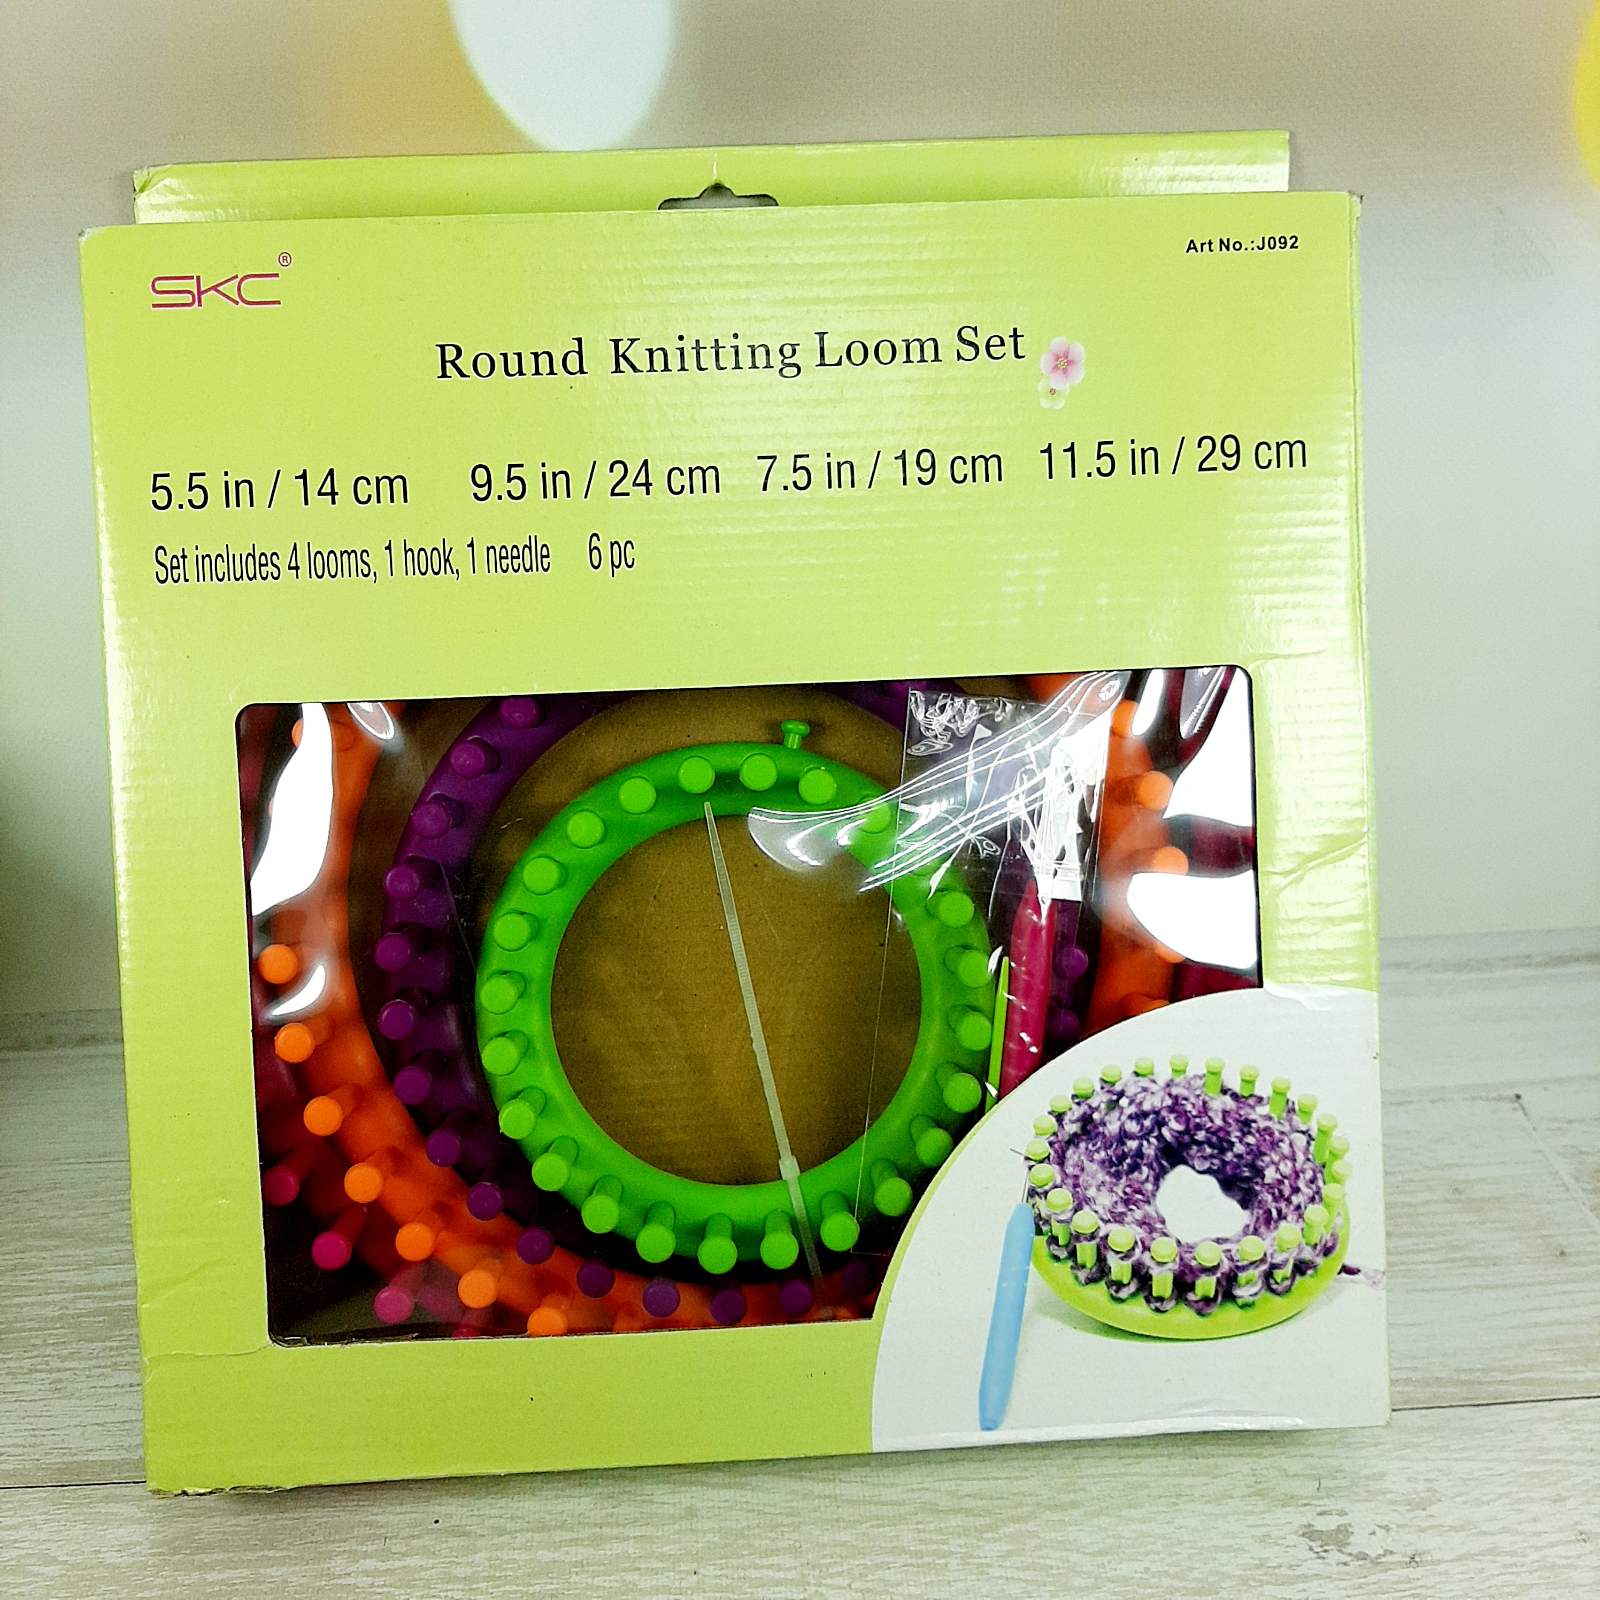 SKC®
Art No.:J092
Round Knitting Loom Set
5.5 in / 14 cm 9.5 in / 24 cm 7.5 in / 19 cm 11.5 in / 29 cm
Set includes 4 looms, 1 hook, 1 needle 6 pc